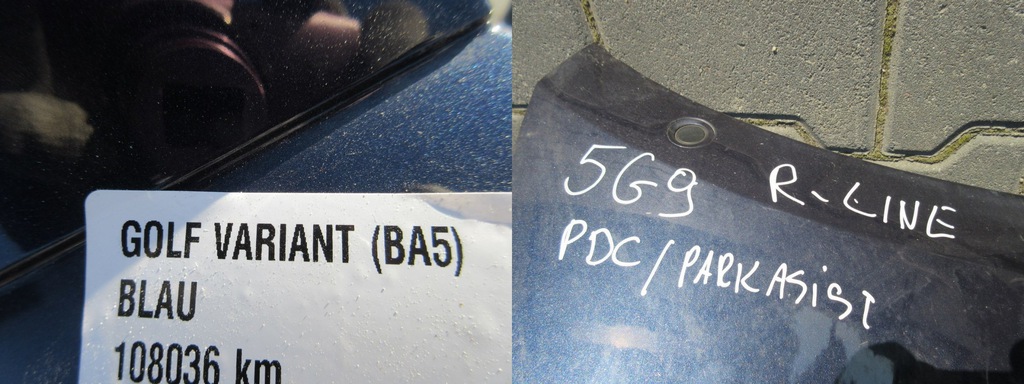 GOLF VARIANT (BA5)
BLAU
108036 km
5G9 R-LINE
PDC/PARKASiST